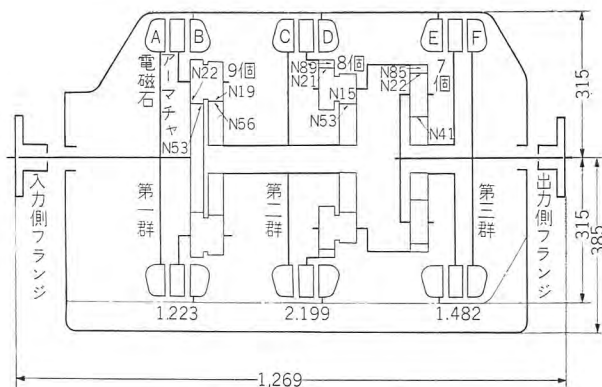 A
B
C
D
E
F
電磁石
アーマチャ
N22
9個
N19
N56
N53
N89
8個
N21
N15
N53
N85
7個
N22
N41
315
315
385
入力側フランジ
第一群
第二群
第三群
出力側フランジ
1.223
2.199
1.482
1,269